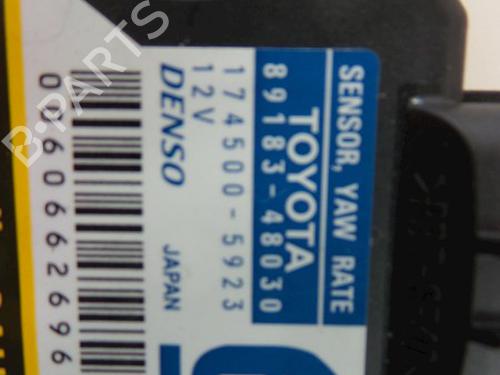 SENSOR, YAW RATE
TOYOTA
89183-48030
174500-5923
12V
DENSO JAPAN
0060662696
B-PARTS